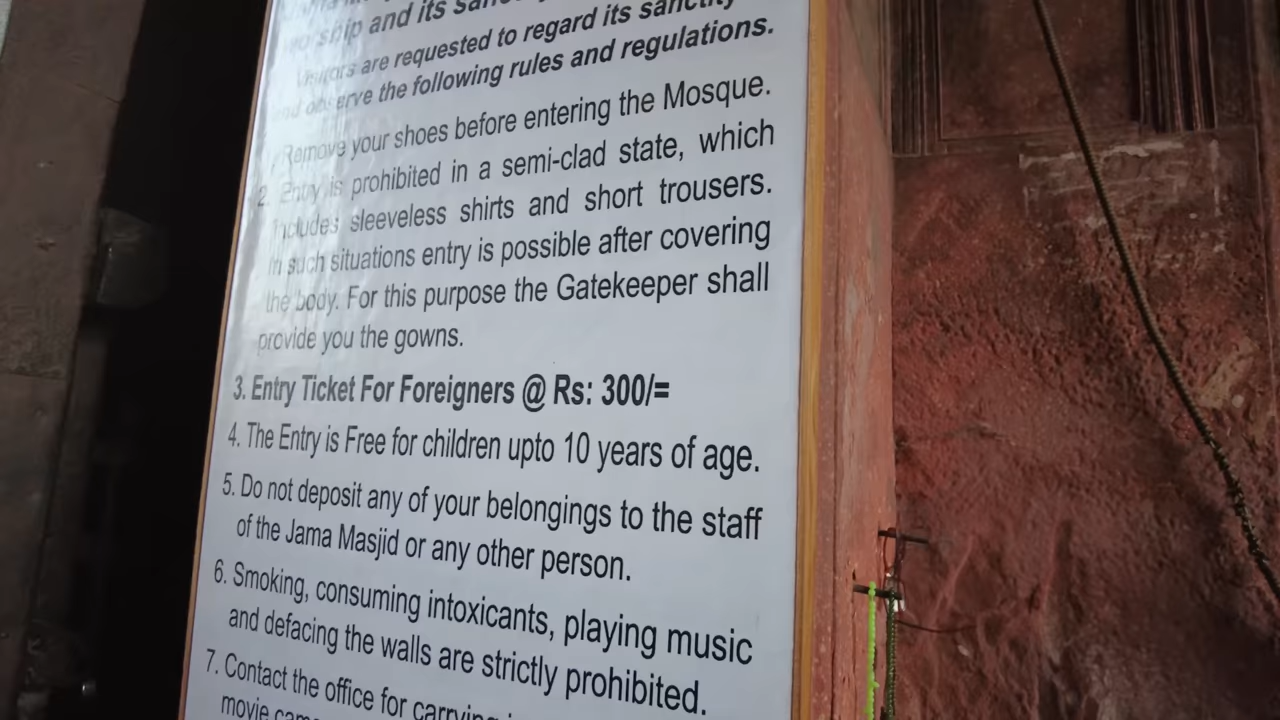 ship and its
Visitors are requested to regard its sanctity
and observe the following rules and regulations.
1. Remove your shoes before entering the Mosque.
2. Entry is prohibited in a semi-clad state, which
includes sleeveless shirts and short trousers.
In such situations entry is possible after covering
the body. For this purpose the Gatekeeper shall
provide you the gowns.
3. Entry Ticket For Foreigners @ Rs: 300/=
4. The Entry is Free for children upto 10 years of age.
5. Do not deposit any of your belongings to the staff
of the Jama Masjid or any other person.
6. Smoking, consuming intoxicants, playing music
and defacing the walls are strictly prohibited.
7. Contact the office for carrying
movie